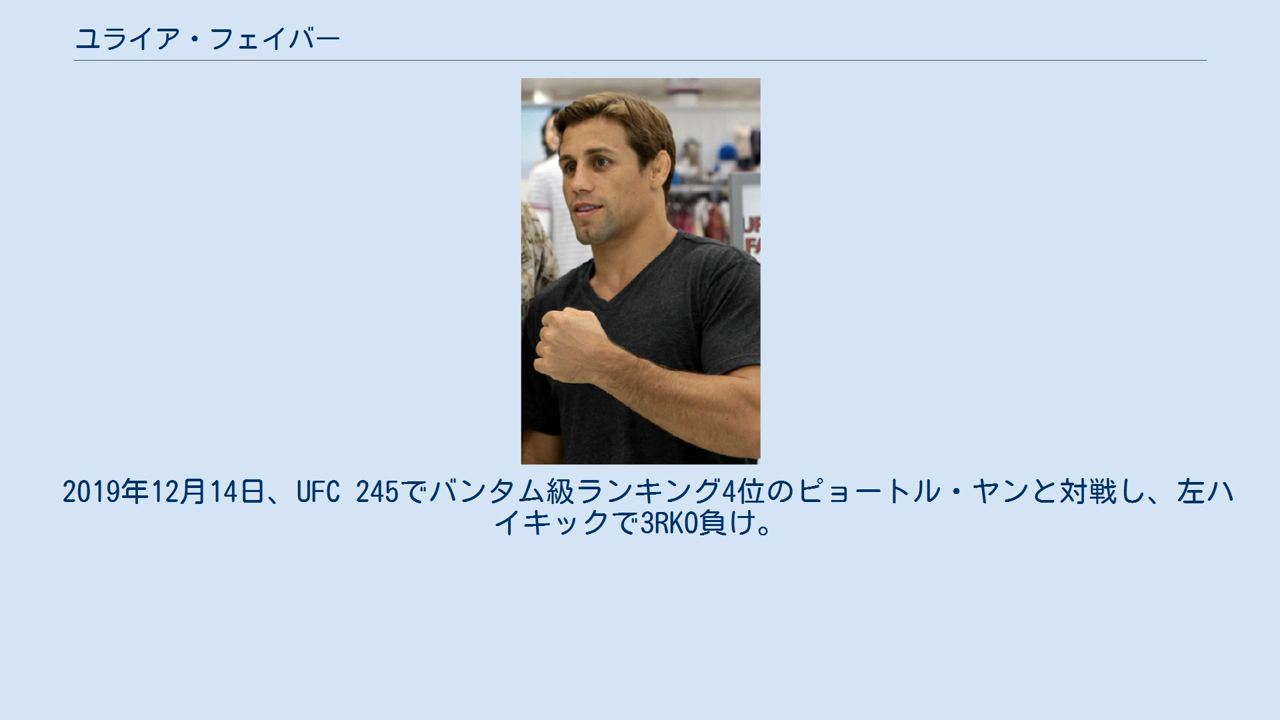 ユライア・フェイバー
2019年12月14日、UFC 245でバンタム級ランキング4位のピョートル・ヤンと対戦し、左ハ
イキックで3RKO負け。